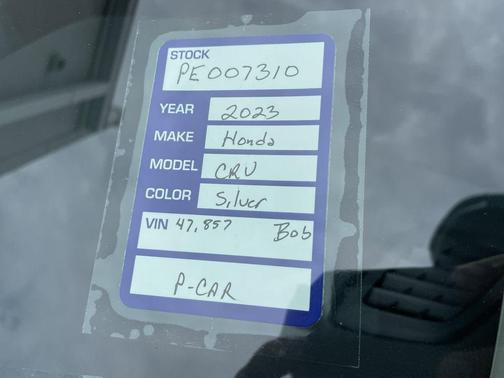 STOCK
PE007310
YEAR 2023
MAKE Honda
MODEL CRV
COLOR Silver
VIN 47,857 Bob
P-CAR